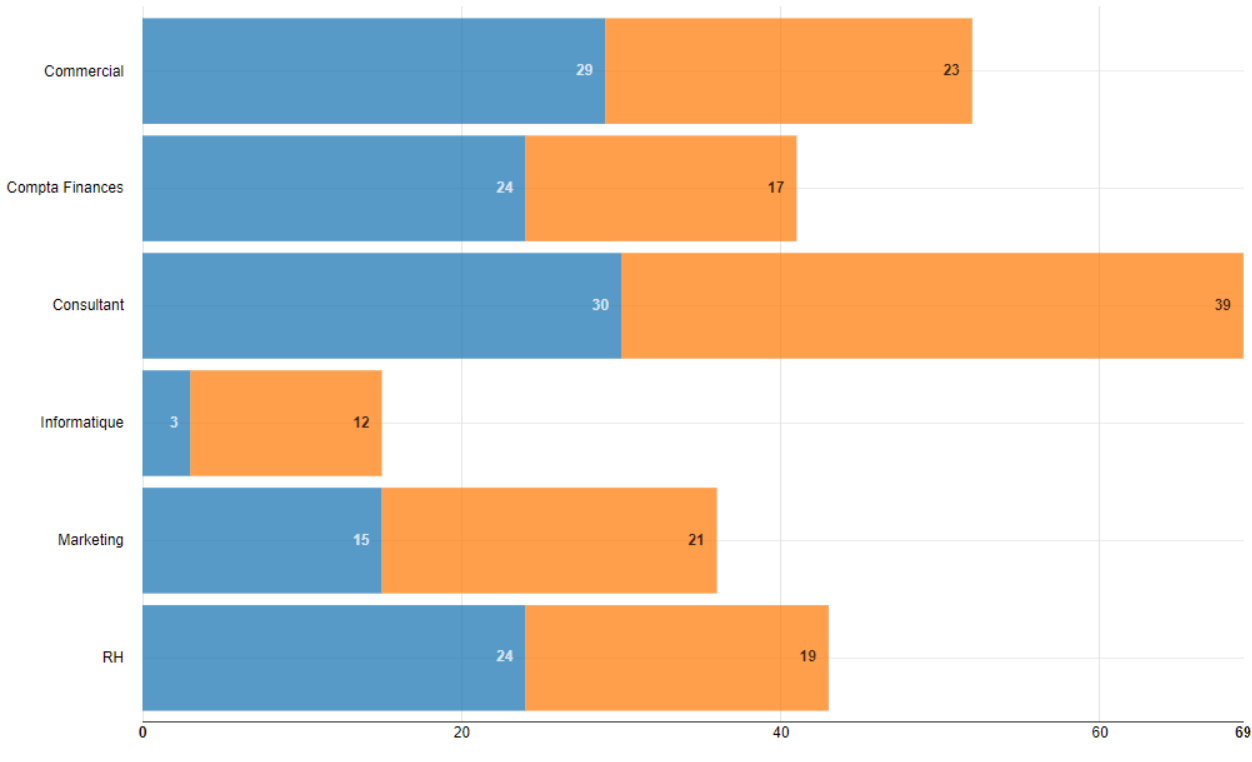 Commercial 29 23
Compta Finances 24 17
Consultant 30 39
Informatique 3 12
Marketing 15 21
RH 24 19
0 20 40 60 69